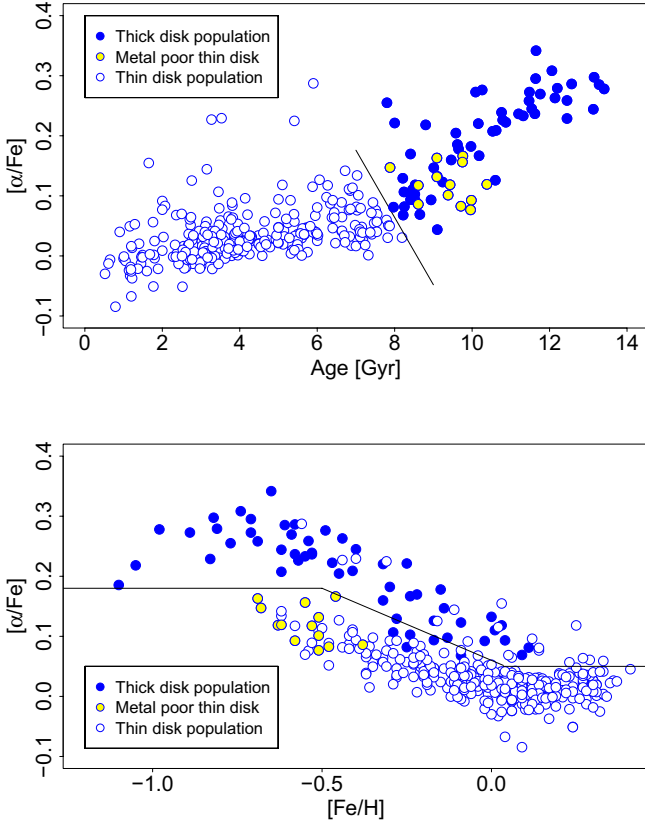 0.4
0.3
0.2
0.1
0.0
−0.1
[α/Fe]
Thick disk population
Metal poor thin disk
Thin disk population
0 2 4 6 8 10 12 14
Age [Gyr]
0.4
0.3
0.2
0.1
0.0
−0.1
[α/Fe]
Thick disk population
Metal poor thin disk
Thin disk population
−1.0 −0.5 0.0
[Fe/H]